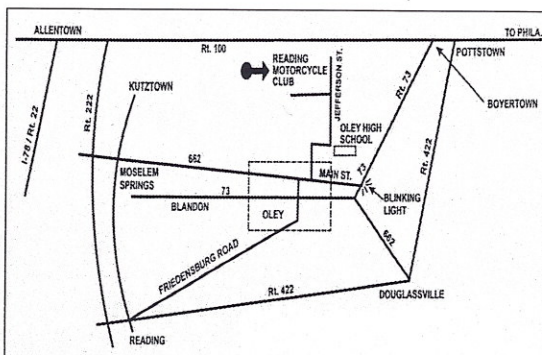 ALLENTOWN
TO PHILA.
Rt. 100
POTTSTOWN
READING
MOTORCYCLE
CLUB
JEFFERSON ST.
Rt. 73
BOYERTOWN
I-78 / Rt. 22
Rt. 222
KUTZTOWN
OLEY HIGH
SCHOOL
Rt. 422
662
MOSELEM
SPRINGS
MAIN ST.
73
BLINKING
LIGHT
73
BLANDON
OLEY
662
FRIEDENSBURG ROAD
Rt. 422
DOUGLASSVILLE
READING